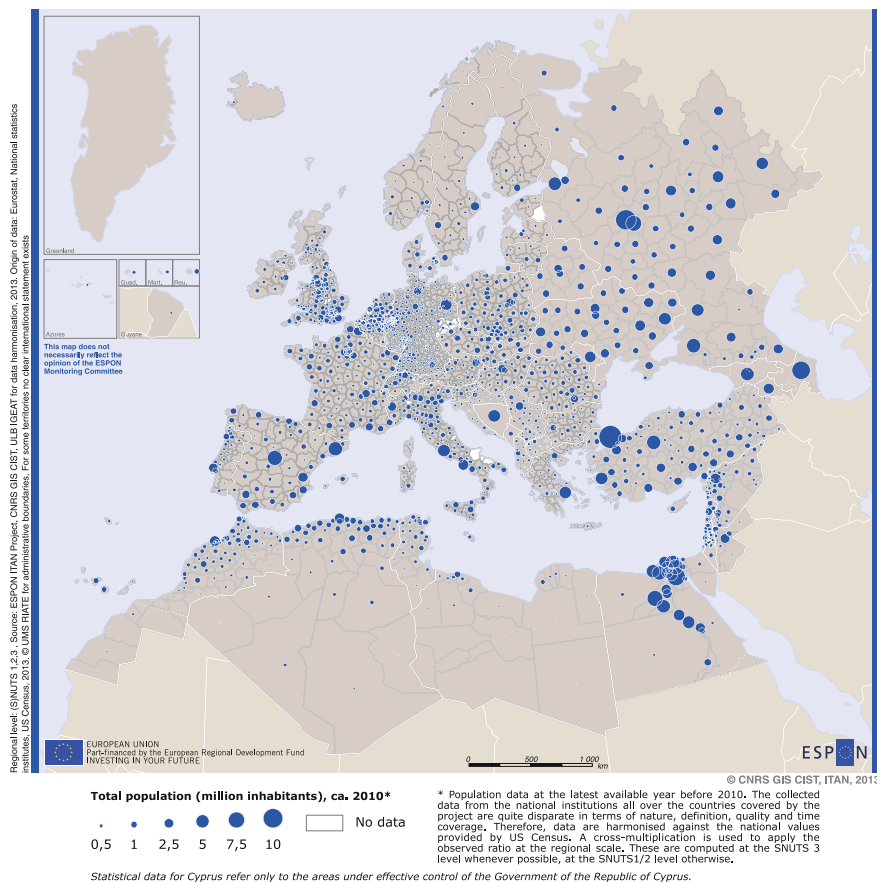 Regional level: (S)NUTS 1,2,3 . Source: ESPON ITAN Project, CNRS GIS CIST, ULB IGEAT for data harmonisation, 2013. Origin of data: Eurostat, National statistics
institutes, US Census, 2013. © UMS RIATE for administrative boundaries. For some territories no clear international statement exists
Greenland
Guad.
Mart.
Reu.
Azores
Guyane
This map does not
necessarily reflect the
opinion of the ESPON
Monitoring Committee
EUROPEAN UNION
Part-financed by the European Regional Development Fund
INVESTING IN YOUR FUTURE
0 500 1 000
km
ESPON
© CNRS GIS CIST, ITAN, 2013
Total population (million inhabitants), ca. 2010*
0,5 1 2,5 5 7,5 10
No data
* Population data at the latest available year before 2010. The collected
data from the national institutions all over the countries covered by the
project are quite disparate in terms of nature, definition, quality and time
coverage. Therefore, data are harmonised against the national values
provided by US Census. A cross-multiplication is used to apply the
observed ratio at the regional scale. These are computed at the SNUTS 3
level whenever possible, at the SNUTS1/2 level otherwise.
Statistical data for Cyprus refer only to the areas under effective control of the Government of the Republic of Cyprus.